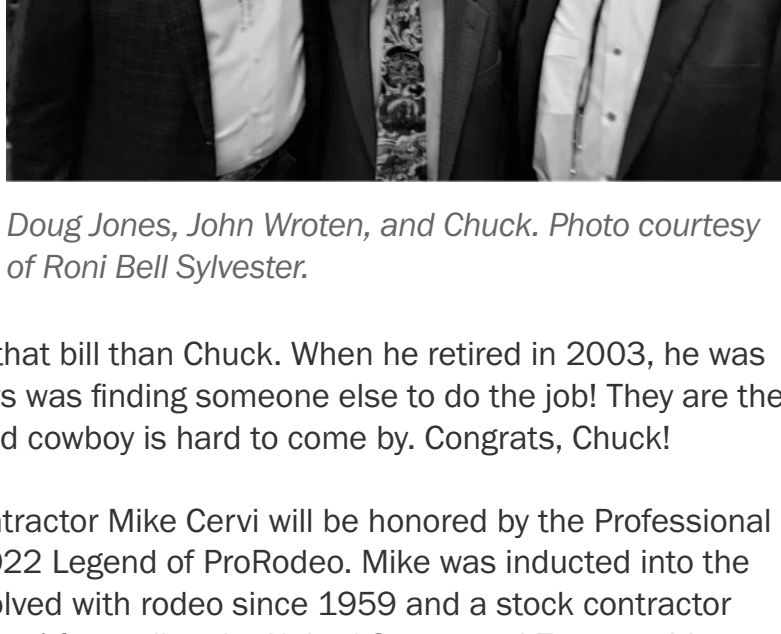 Doug Jones, John Wroten, and Chuck. Photo courtesy
of Roni Bell Sylvester.
that bill than Chuck. When he retired in 2003, he was
was finding someone else to do the job! They are the
cowboy is hard to come by. Congrats, Chuck!
Mike Cervi will be honored by the Professional
Legend of ProRodeo. Mike was inducted into the
with rodeo since 1959 and a stock contractor